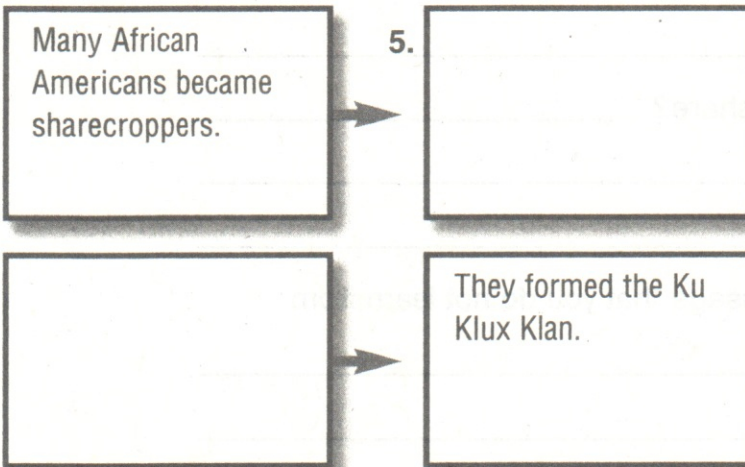 Many African
Americans became
sharecroppers.
5.
They formed the Ku
Klux Klan.